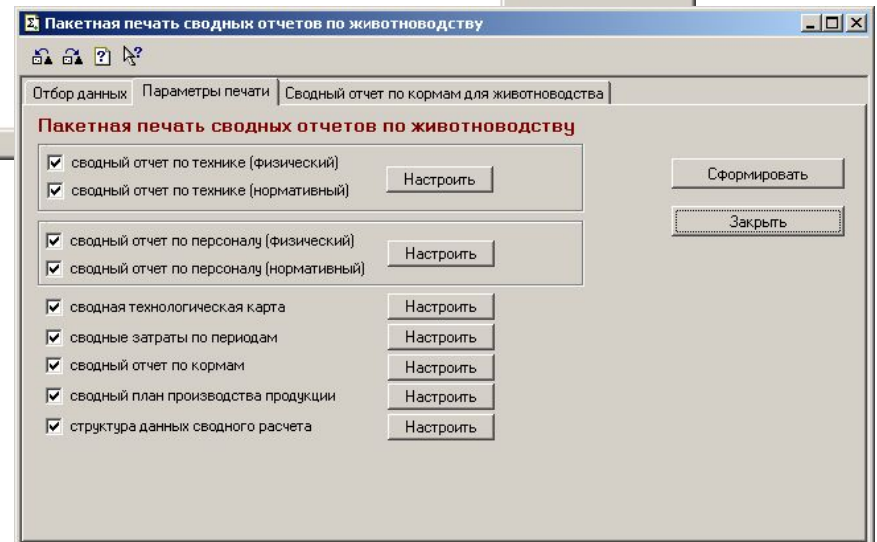 Пакетная печать сводных отчетов по животноводству
Отбор данных Параметры печати Сводный отчет по кормам для животноводства
Пакетная печать сводных отчетов по животноводству
сводный отчет по технике (физический)
сводный отчет по технике (нормативный)
Настроить
Сформировать
Закрыть
сводный отчет по персоналу (физический)
сводный отчет по персоналу (нормативный)
Настроить
сводная технологическая карта Настроить
сводные затраты по периодам Настроить
сводный отчет по кормам Настроить
сводный план производства продукции Настроить
структура данных сводного расчета Настроить